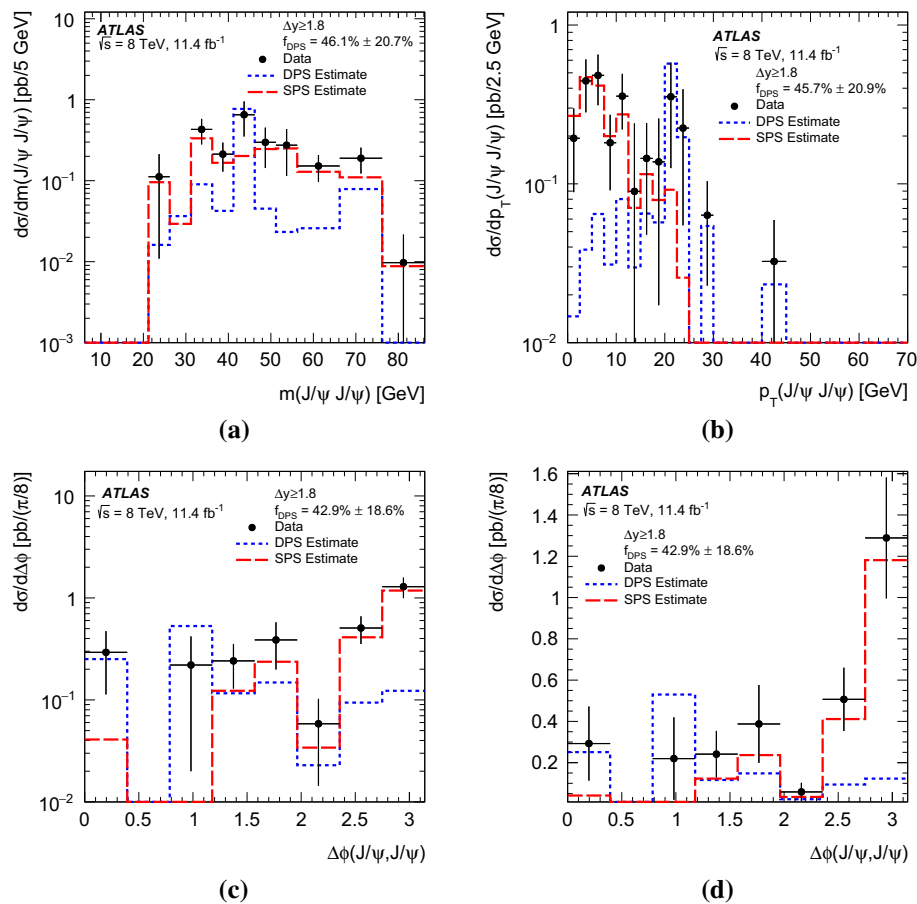 dσ/dm(J/ψ J/ψ) [pb/5 GeV]
ATLAS
√s = 8 TeV, 11.4 fb⁻¹
Δy≥1.8
f_DPS = 46.1% ± 20.7%
Data
DPS Estimate
SPS Estimate
10
1
10⁻¹
10⁻²
10⁻³
10 20 30 40 50 60 70 80
m(J/ψ J/ψ) [GeV]
(a)
dσ/dp_T(J/ψ J/ψ) [pb/2.5 GeV]
ATLAS
√s = 8 TeV, 11.4 fb⁻¹
Δy≥1.8
f_DPS = 45.7% ± 20.9%
Data
DPS Estimate
SPS Estimate
1
10⁻¹
10⁻²
0 10 20 30 40 50 60 70
p_T(J/ψ J/ψ) [GeV]
(b)
dσ/dΔϕ [pb/(π/8)]
ATLAS
√s = 8 TeV, 11.4 fb⁻¹
Δy≥1.8
f_DPS = 42.9% ± 18.6%
Data
DPS Estimate
SPS Estimate
10
1
10⁻¹
10⁻²
0 0.5 1 1.5 2 2.5 3
Δϕ(J/ψ,J/ψ)
(c)
dσ/dΔϕ [pb/(π/8)]
ATLAS
√s = 8 TeV, 11.4 fb⁻¹
Δy≥1.8
f_DPS = 42.9% ± 18.6%
Data
DPS Estimate
SPS Estimate
1.6
1.4
1.2
1
0.8
0.6
0.4
0.2
0 0.5 1 1.5 2 2.5 3
Δϕ(J/ψ,J/ψ)
(d)